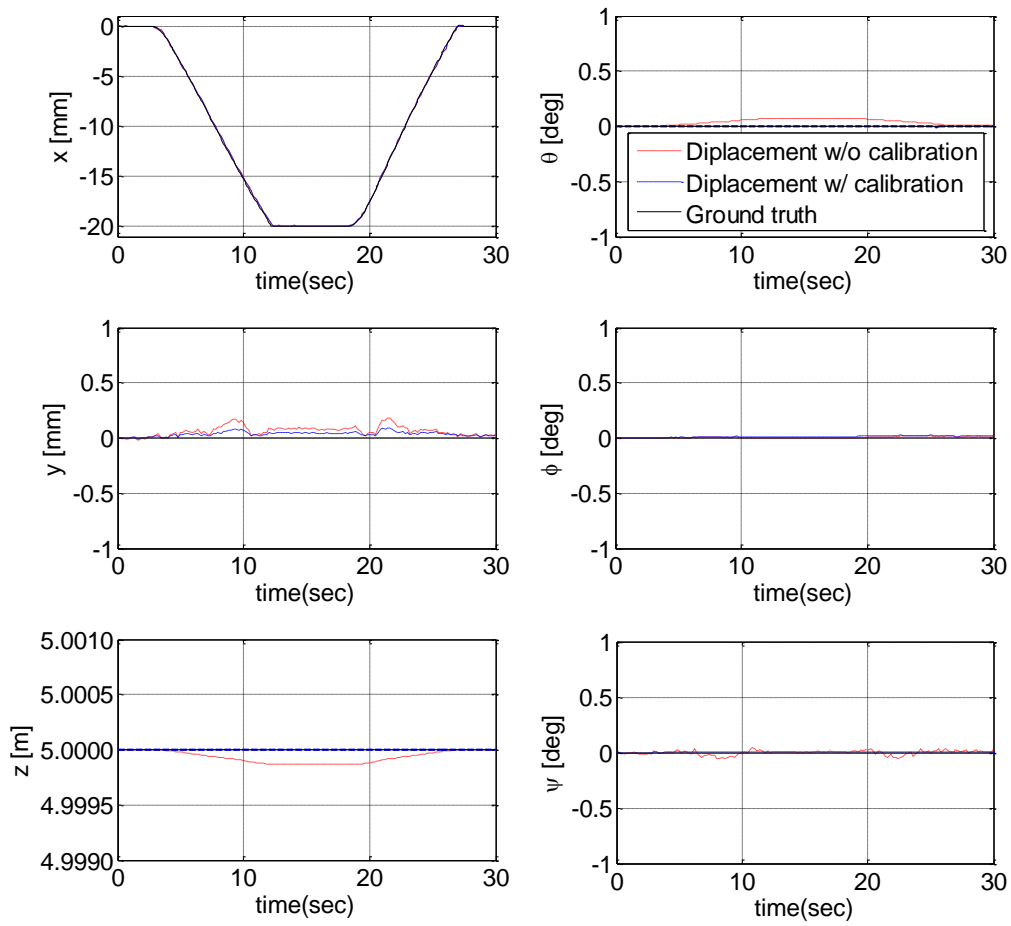 0
-5
-10
-15
-20
x [mm]
0 10 20 30
time(sec)
1
0.5
0
-0.5
-1
θ [deg]
Diplacement w/o calibration
Diplacement w/ calibration
Ground truth
0 10 20 30
time(sec)
1
0.5
0
-0.5
-1
y [mm]
0 10 20 30
time(sec)
1
0.5
0
-0.5
-1
ϕ [deg]
0 10 20 30
time(sec)
5.0010
5.0005
5.0000
4.9995
4.9990
z [m]
0 10 20 30
time(sec)
1
0.5
0
-0.5
-1
ψ [deg]
0 10 20 30
time(sec)